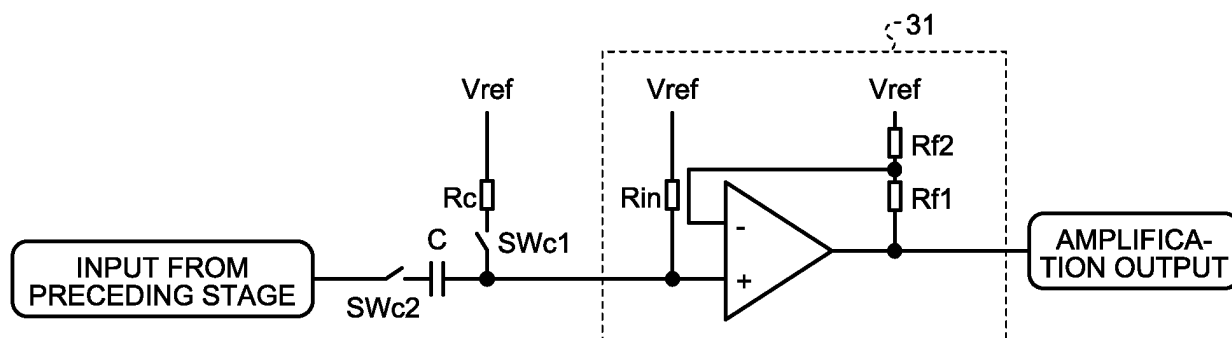 31
Vref
Vref
Vref
Rf2
Rc
Rin
Rf1
-
C
SWc1
INPUT FROM
PRECEDING STAGE
SWc2
+
AMPLIFICA-
TION OUTPUT